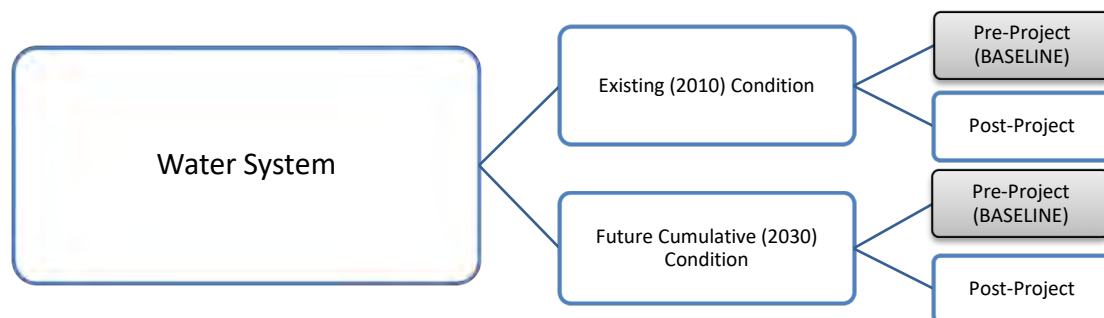 Water System
Existing (2010) Condition
Pre-Project
(BASELINE)
Post-Project
Future Cumulative (2030)
Condition
Pre-Project
(BASELINE)
Post-Project